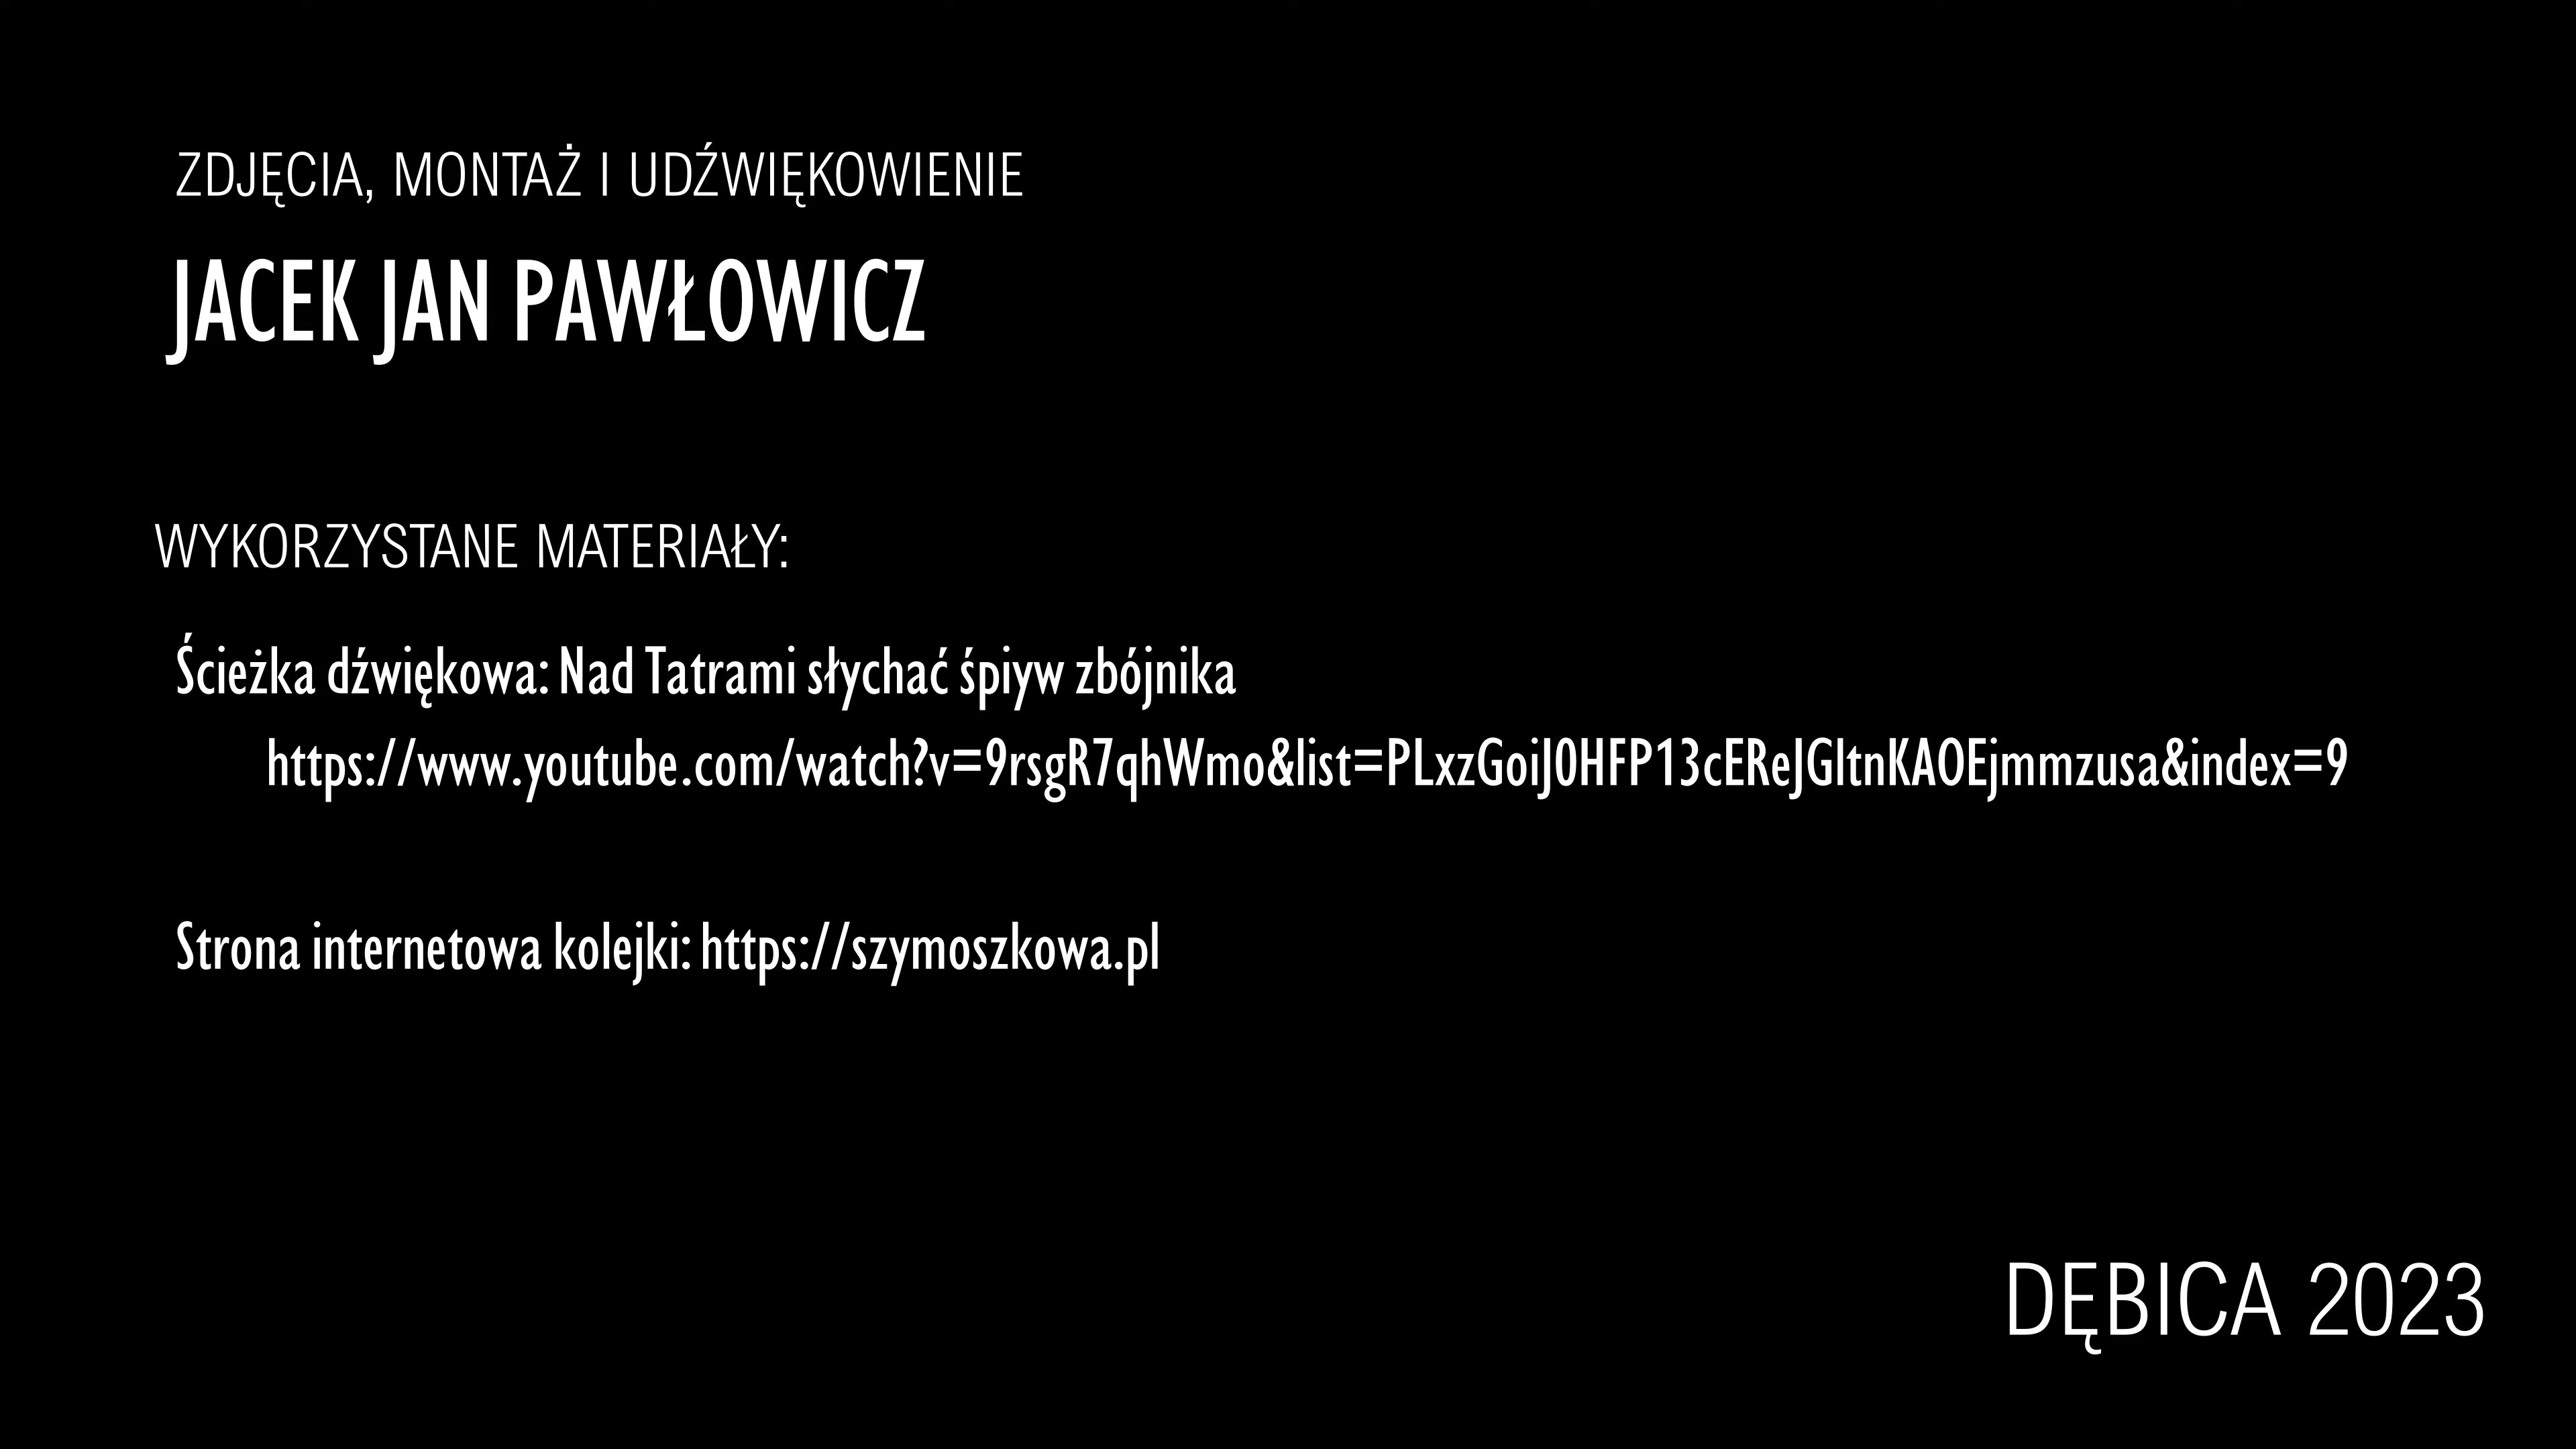 ZDJĘCIA, MONTAŻ I UDŹWIĘKOWIENIE
JACEK JAN PAWŁOWICZ
WYKORZYSTANE MATERIAŁY:
Ścieżka dźwiękowa: Nad Tatrami słychać śpiyw zbójnika
https://www.youtube.com/watch?v=9rsgR7qhWmo&list=PLxzGoiJ0HFP13cEReJGItnKAOEjmmzusa&index=9
Strona internetowa kolejki: https://szymoszkowa.pl
DĘBICA 2023